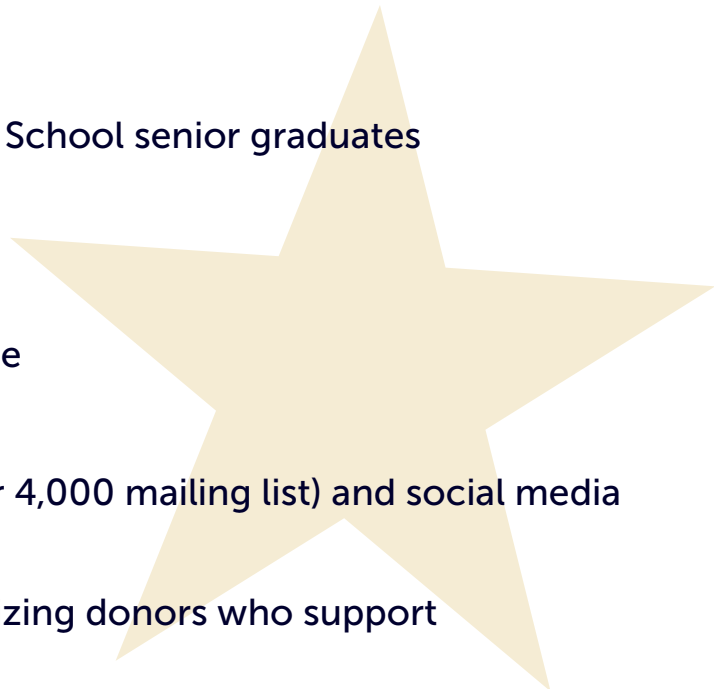 School senior graduates
e
r 4,000 mailing list) and social media
zing donors who support